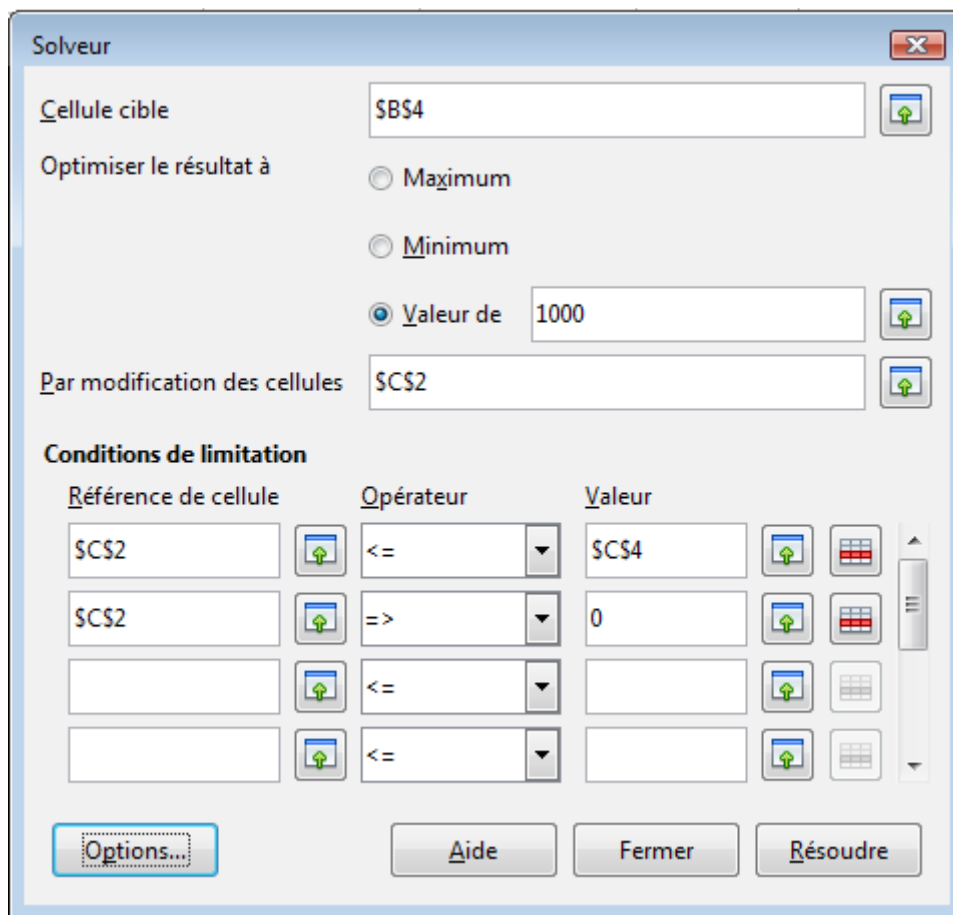 Solveur
Cellule cible $B$4
Optimiser le résultat à Maximum
Minimum
Valeur de 1000
Par modification des cellules $C$2
Conditions de limitation
Référence de cellule Opérateur Valeur
$C$2 <= $C$4
$C$2 => 0
<=
<=
Options... Aide Fermer Résoudre